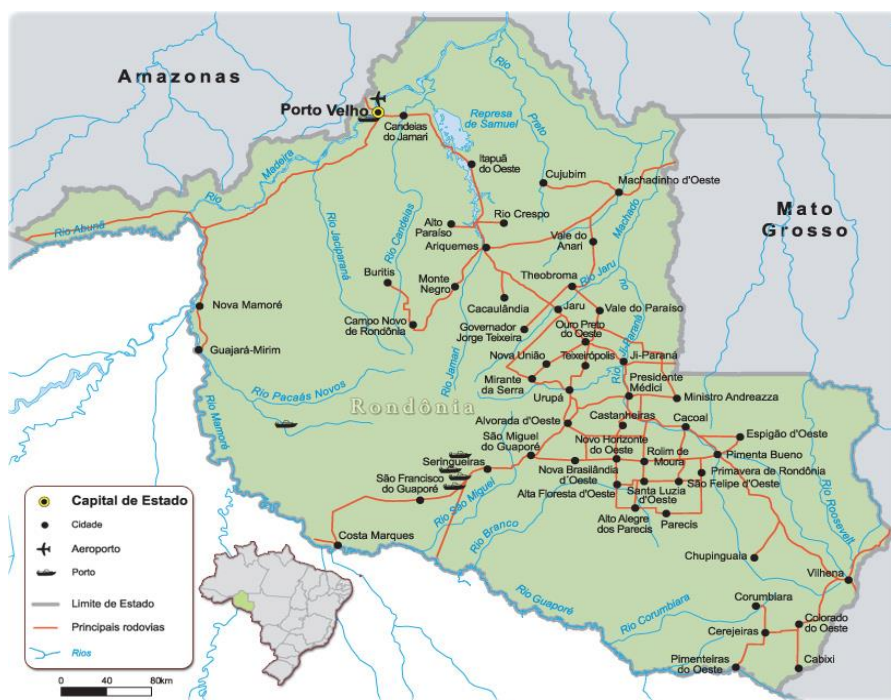 Amazonas
Porto Velho
Candeias
do Jamari
Represa
de Samuel
Rio
Preto
Rio
Madeira
Itapuã
do Oeste
Cujubim
Machadinho d'Oeste
Mato
Grosso
Rio Abunã
Rio Jaciparaná
Rio Candeias
Alto
Paraíso
Rio Crespo
Machado
Ariquemes
Vale do
Anari
Theobroma
Rio Jaru
Buritis
Monte
Negro
Cacaulândia
Jaru
Vale do Paraíso
Nova Mamoré
Campo Novo
de Rondônia
Governador
Jorge Teixeira
Ouro Preto
do Oeste
Rio Ji-Paraná
Ji-Paraná
Guajará-Mirim
Rio Jamari
Nova União
Teixeirópolis
Mirante
da Serra
Presidente
Médici
Rio Pacaás Novos
Rondônia
Urupá
Ministro Andreazza
Rio Mamoré
Alvorada d'Oeste
Castanheiras
Cacoal
São Miguel
do Guaporé
Novo Horizonte
do Oeste
Rolim de
Moura
Espigão d'Oeste
Pimenta Bueno
Seringueiras
Nova Brasilândia
d'Oeste
Primavera de Rondônia
São Francisco
do Guaporé
Alta Floresta d'Oeste
Santa Luzia
d'Oeste
São Felipe d'Oeste
Rio São Miguel
Rio Branco
Alto Alegre
dos Parecis
Parecis
Rio Roosevelt
Costa Marques
Chupinguaia
Vilhena
Rio Guaporé
Rio Corumbiara
Corumbiara
Colorado
do Oeste
Cerejeiras
Pimenteiras
do Oeste
Cabixi
Capital de Estado
Cidade
Aeroporto
Porto
Limite de Estado
Principais rodovias
Rios
0 40 80km